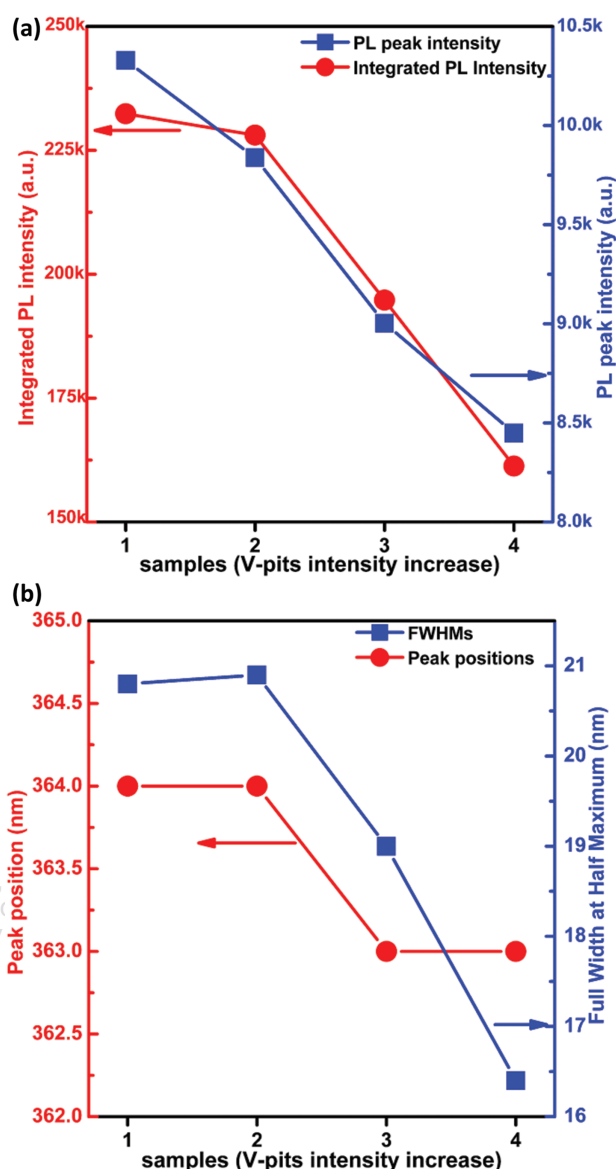 (a)
250k
225k
200k
175k
150k
Integrated PL intensity (a.u.)
PL peak intensity
Integrated PL Intensity
10.5k
10.0k
9.5k
9.0k
8.5k
8.0k
PL peak intensity (a.u.)
1 2 3 4
samples (V-pits intensity increase)
(b)
365.0
364.5
364.0
363.5
363.0
362.5
362.0
Peak position (nm)
FWHMs
Peak positions
21
20
19
18
16
16
Full Width at Half Maximum (nm)
1 2 3 4
samples (V-pits intensity increase)